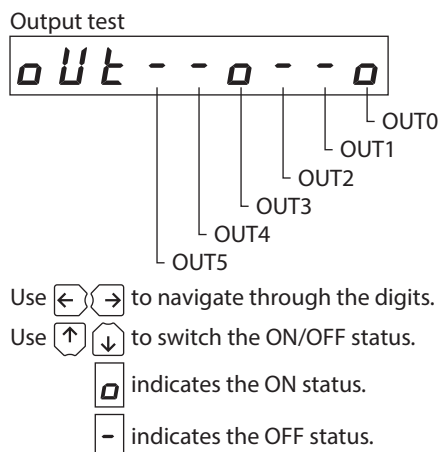 Output test
oUt - - o - - o
OUT0
OUT1
OUT2
OUT3
OUT4
OUT5
Use ← → to navigate through the digits.
Use ↑ ↓ to switch the ON/OFF status.
o indicates the ON status.
- indicates the OFF status.